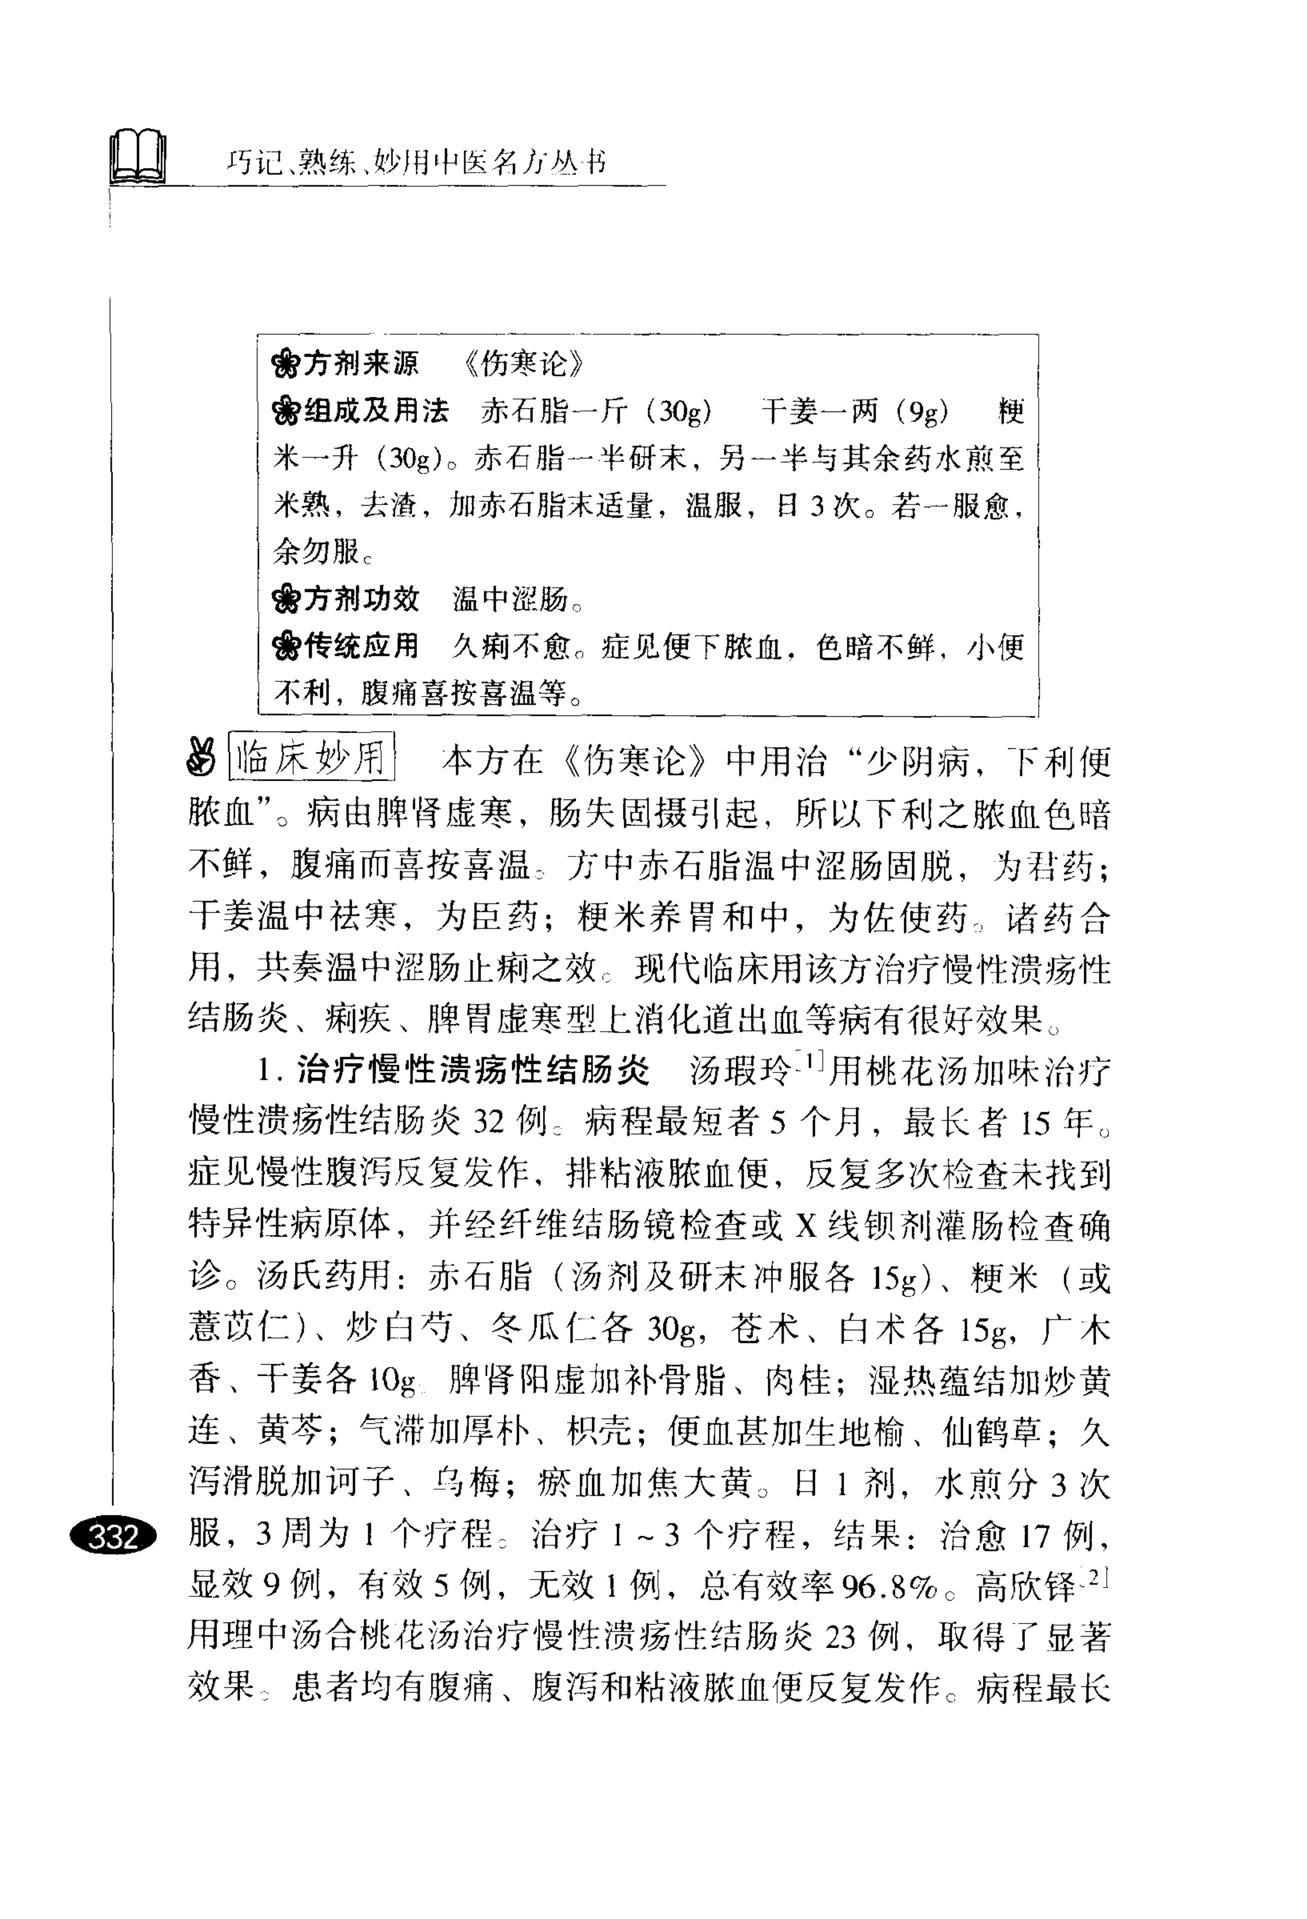 巧记、熟练、妙用中医名方丛书
方剂来源 《伤寒论》
组成及用法 赤石脂一斤（30g） 干姜一两（9g） 粳
米一升（30g）。赤石脂一半研末，另一半与其余药水煎至
米熟，去渣，加赤石脂末适量，温服，日3次。若一服愈，
余勿服。
方剂功效 温中涩肠。
传统应用 久痢不愈。症见便下脓血，色暗不鲜，小便
不利，腹痛喜按喜温等。
临床妙用 本方在《伤寒论》中用治“少阴病，下利便
脓血”。病由脾肾虚寒，肠失固摄引起，所以下利之脓血色暗
不鲜，腹痛而喜按喜温。方中赤石脂温中涩肠固脱，为君药；
干姜温中祛寒，为臣药；粳米养胃和中，为佐使药。诸药合
用，共奏温中涩肠止痢之效。现代临床用该方治疗慢性溃疡性
结肠炎、痢疾、脾胃虚寒型上消化道出血等病有很好效果。
1. 治疗慢性溃疡性结肠炎 汤瑕玲[1]用桃花汤加味治疗
慢性溃疡性结肠炎32例。病程最短者5个月，最长者15年。
症见慢性腹泻反复发作，排粘液脓血便，反复多次检查未找到
特异性病原体，并经纤维结肠镜检查或X线钡剂灌肠检查确
诊。汤氏药用：赤石脂（汤剂及研末冲服各15g）、粳米（或
薏苡仁）、炒白芍、冬瓜仁各30g，苍术、白术各15g，广木
香、干姜各10g。脾肾阳虚加补骨脂、肉桂；湿热蕴结加炒黄
连、黄芩；气滞加厚朴、枳壳；便血甚加生地榆、仙鹤草；久
泻滑脱加诃子、乌梅；瘀血加焦大黄。日1剂，水煎分3次
服，3周为1个疗程。治疗1～3个疗程，结果：治愈17例，
显效9例，有效5例，无效1例，总有效率96.8%。高欣铎[2]
用理中汤合桃花汤治疗慢性溃疡性结肠炎23例，取得了显著
效果。患者均有腹痛、腹泻和粘液脓血便反复发作。病程最长
332